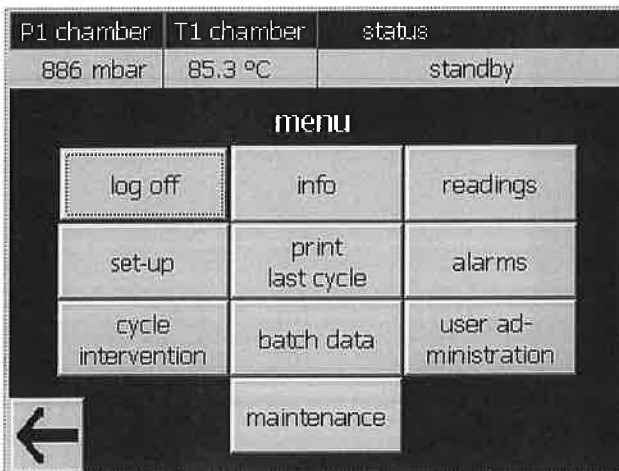 P1 chamber T1 chamber status
886 mbar 85.3 ºC standby
menu
log off info readings
set-up print
last cycle alarms
cycle
intervention batch data user ad-
ministration
maintenance